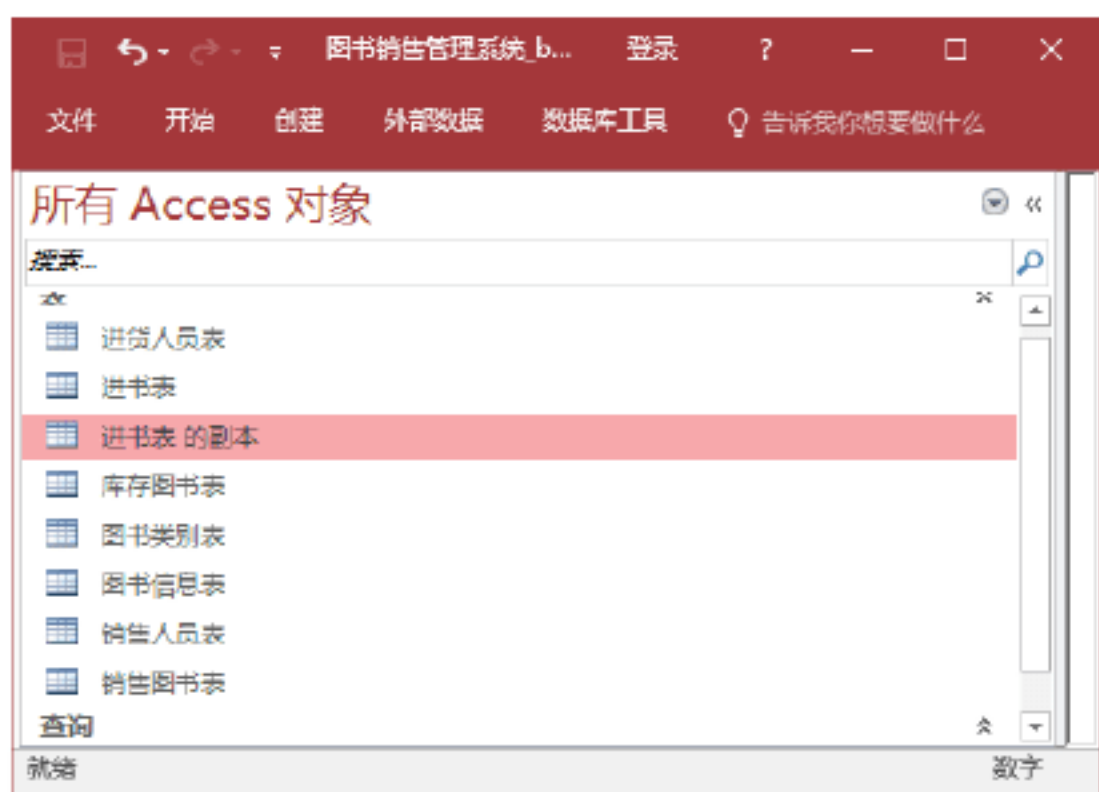 图书销售管理系统_b... 登录 ?
文件 开始 创建 外部数据 数据库工具 告诉我你想要做什么
所有 Access 对象
搜索...
表
进货人员表
进书表
进书表 的副本
库存图书表
图书类别表
图书信息表
销售人员表
销售图书表
查询
就绪 数字